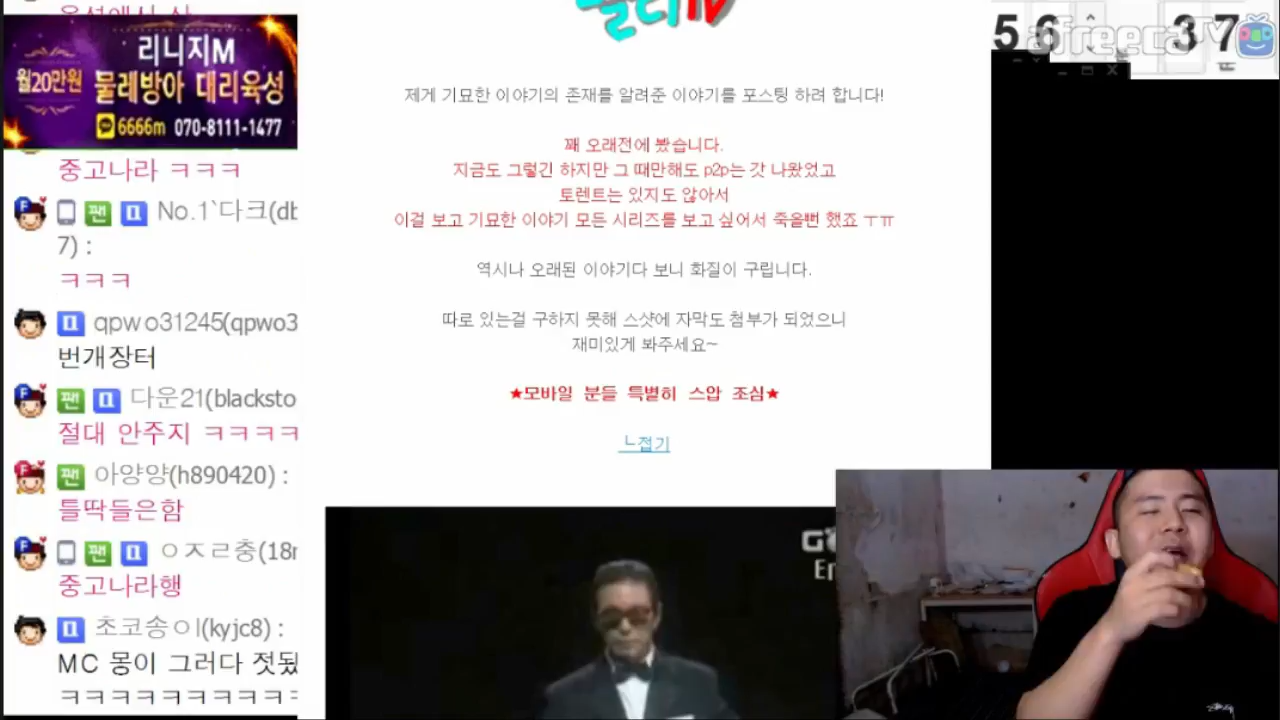 리니지M
월20만원
물레방아 대리육성
6666m 070-8111-1477
중고나라 ㅋㅋㅋ
팬 No.1`다크(db
7) :
ㅋㅋㅋ
qpwo31245(qpwo3
번개장터
팬 다운21(blacksto
절대 안주지 ㅋㅋㅋㅋ
팬 아양양(h890420) :
틀딱들은함
팬 ㅇㅈㄹ충(18r
중고나라행
초코송이(kyjc8) :
MC 몽이 그러다 젓됐
ㅋㅋㅋㅋㅋㅋㅋㅋㅋㅋ
제게 기묘한 이야기의 존재를 알려준 이야기를 포스팅 하려 합니다!
꽤 오래전에 봤습니다.
지금도 그렇긴 하지만 그 때만해도 p2p는 갓 나왔었고
토렌트는 있지도 않아서
이걸 보고 기묘한 이야기 모든 시리즈를 보고 싶어서 죽을뻔 했죠 ㅜㅠ
역시나 오래된 이야기다 보니 화질이 구립니다.
따로 있는걸 구하지 못해 스샷에 자막도 첨부가 되었으니
재미있게 봐주세요~
★모바일 분들 특별히 스압 조심★
ㄴ접기
56 37
afreecaTV